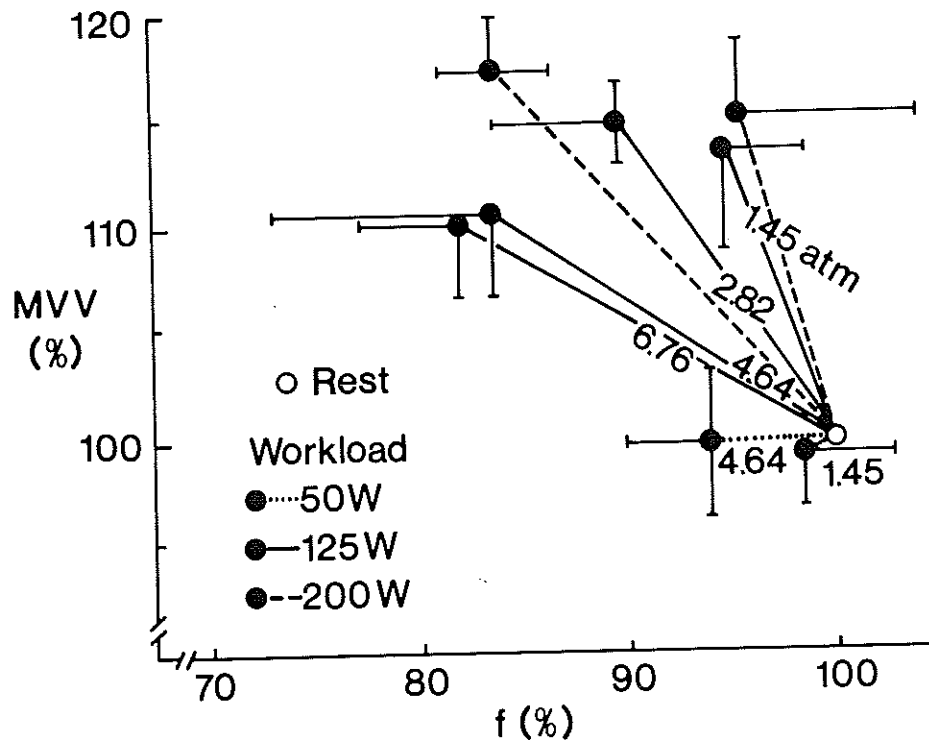 120
110
100
MVV
(%)
1.45 atm
2.82
4.64
6.76
4.64
1.45
○ Rest
Workload
50W
125W
200W
70
80
90
100
f (%)